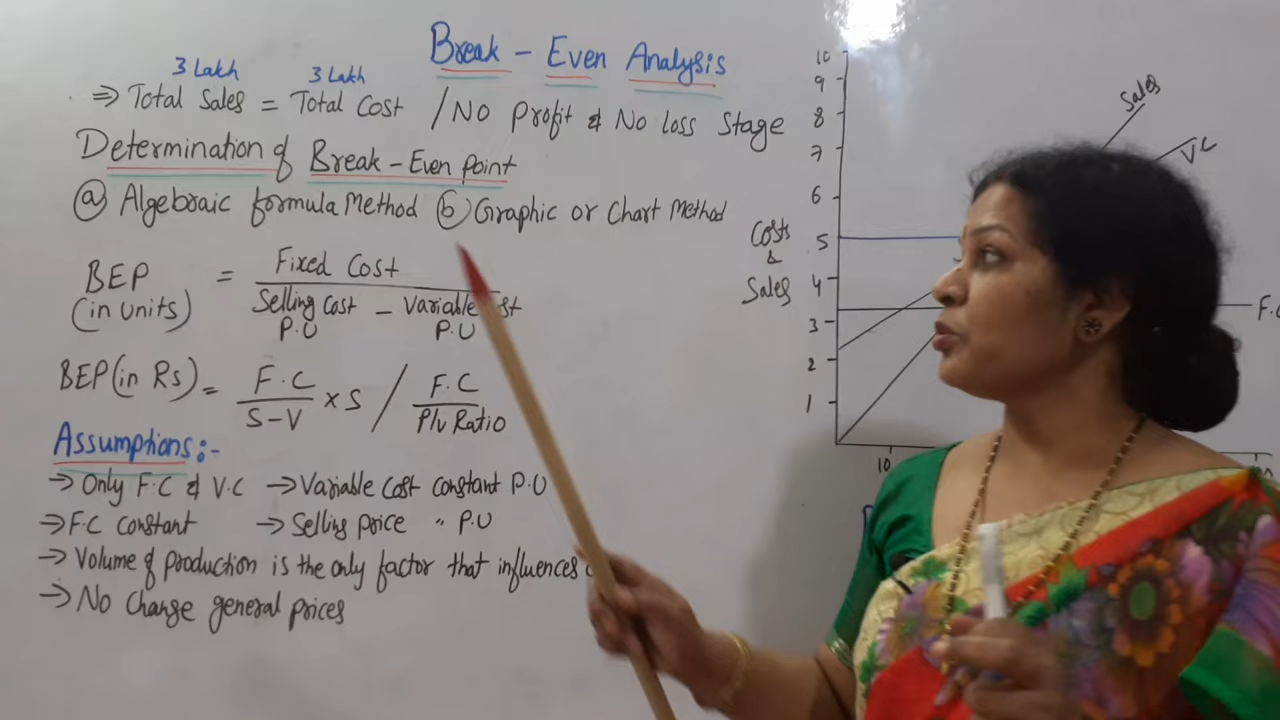 Break - Even Analysis
3 Lakh 3 Lakh
⇒ Total Sales = Total Cost / No Profit & No loss stage
Determination of Break - Even Point
ⓐ Algebraic formula Method ⓑ Graphic or Chart Method
BEP (in units) = Fixed Cost
Selling Cost P.U - Variable P.U
BEP (in Rs) = F.C / S-V × S / F.C / P/v Ratio
Assumptions:-
→ Only F.C & V.C → Variable cost constant P.U
→ F.C constant → Selling price " P.U
→ Volume of production is the only factor that influences
→ No Change general prices
10
9
8
7
6
5
4
3
2
1
Costs
&
Sales
Sales
V.C
F.C
10